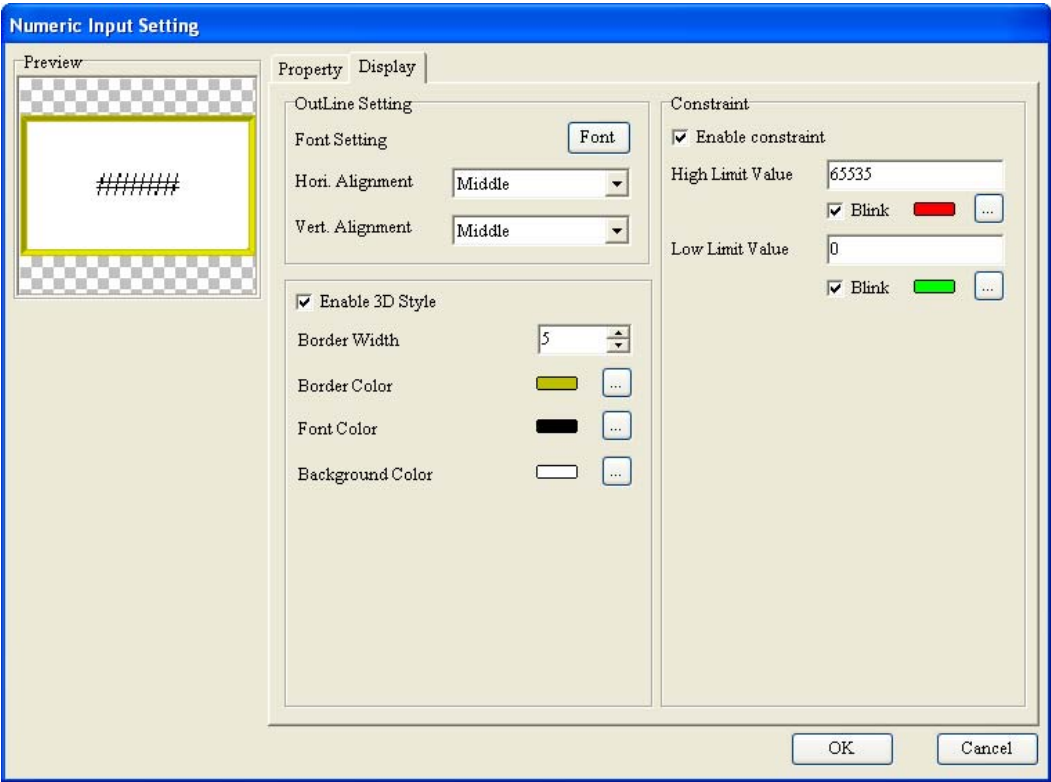 Numeric Input Setting
Preview
######
Property Display
OutLine Setting
Font Setting Font
Hori. Alignment Middle
Vert. Alignment Middle
Enable 3D Style
Border Width 5
Border Color ...
Font Color ...
Background Color ...
Constraint
Enable constraint
High Limit Value 65535
Blink ...
Low Limit Value 0
Blink ...
OK Cancel